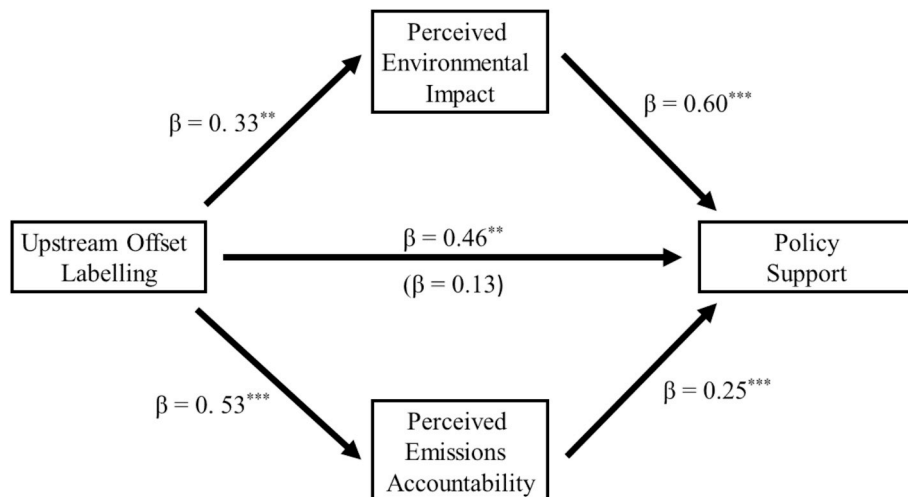 Perceived
Environmental
Impact
β = 0. 33**
β = 0.60***
Upstream Offset
Labelling
β = 0.46**
(β = 0.13)
Policy
Support
β = 0. 53***
β = 0.25***
Perceived
Emissions
Accountability